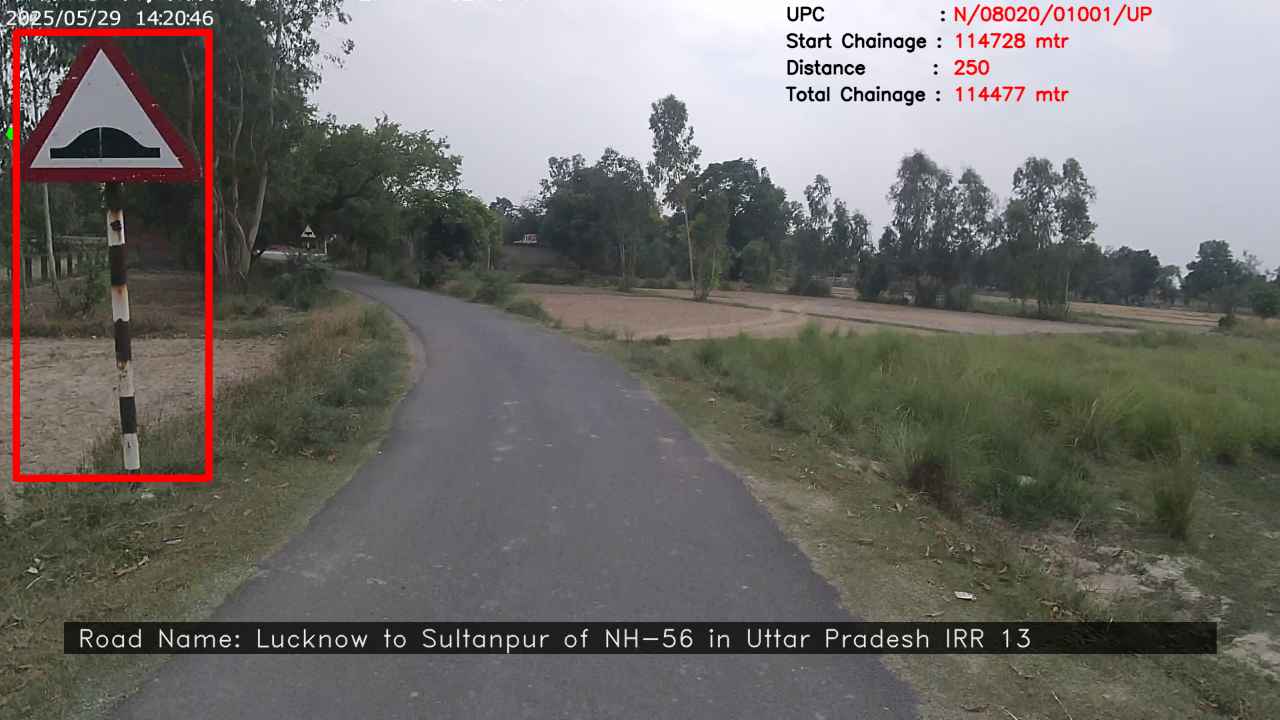 2025/05/29 14:20:46
UPC : N/08020/01001/UP
Start Chainage : 114728 mtr
Distance : 250
Total Chainage : 114477 mtr
Road Name: Lucknow to Sultanpur of NH-56 in Uttar Pradesh IRR 13